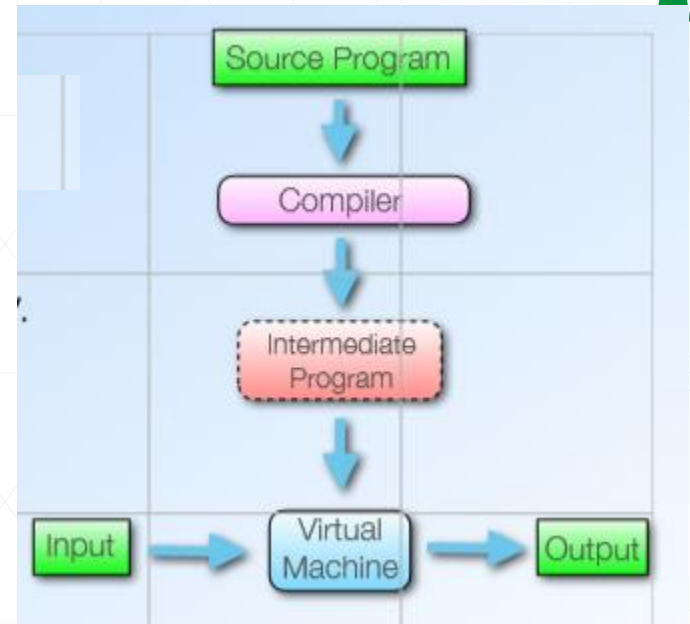 Source Program
Compiler
Intermediate
Program
Input
Virtual
Machine
Output